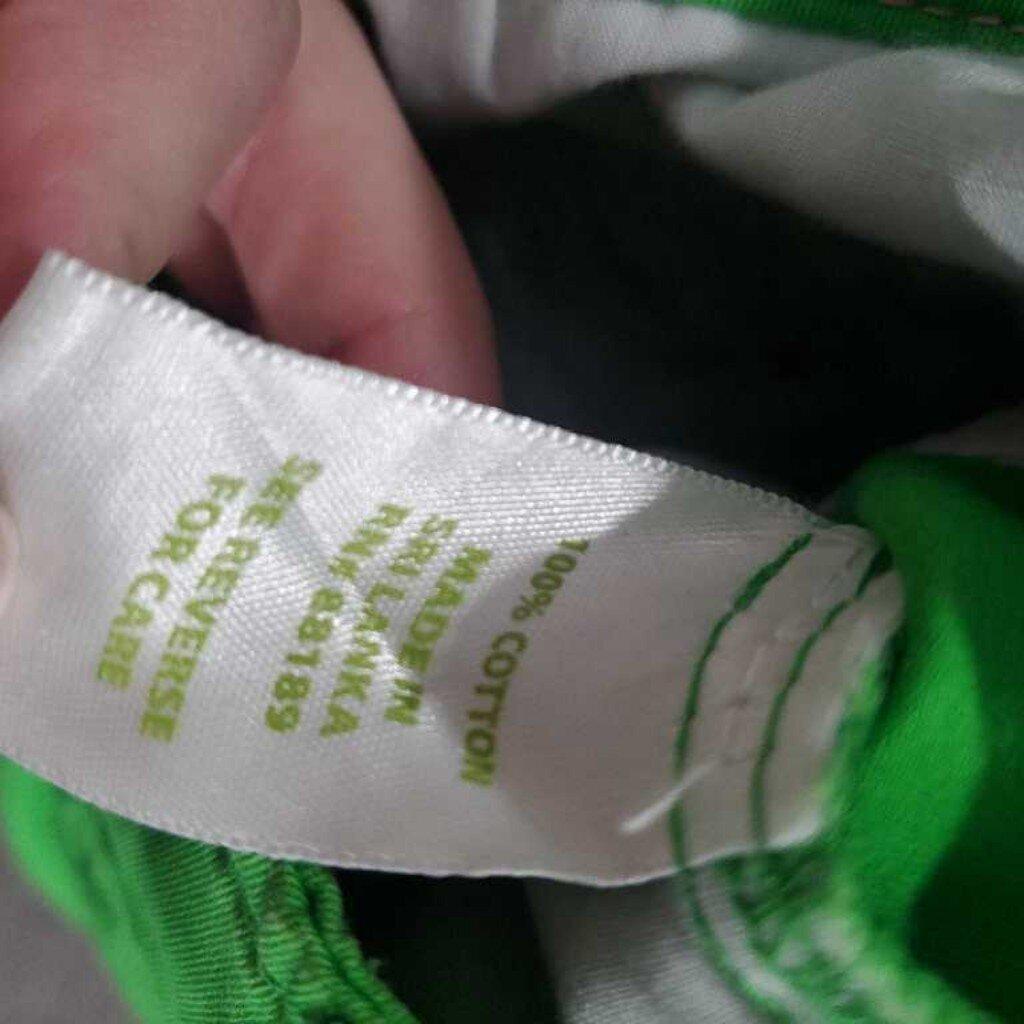 100% COTTON
MADE IN
SRI LANKA
RN# 88189
SEE REVERSE
FOR CARE